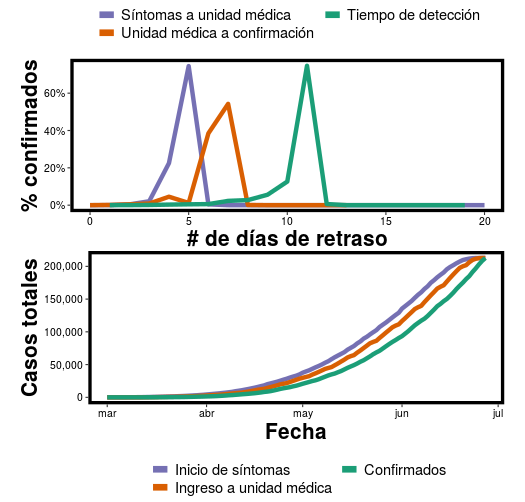 Síntomas a unidad médica
Tiempo de detección
Unidad médica a confirmación
% confirmados
60%
40%
20%
0%
0 5 10 15 20
# de días de retraso
Casos totales
200,000
150,000
100,000
50,000
0
mar abr may jun jul
Fecha
Inicio de síntomas
Confirmados
Ingreso a unidad médica